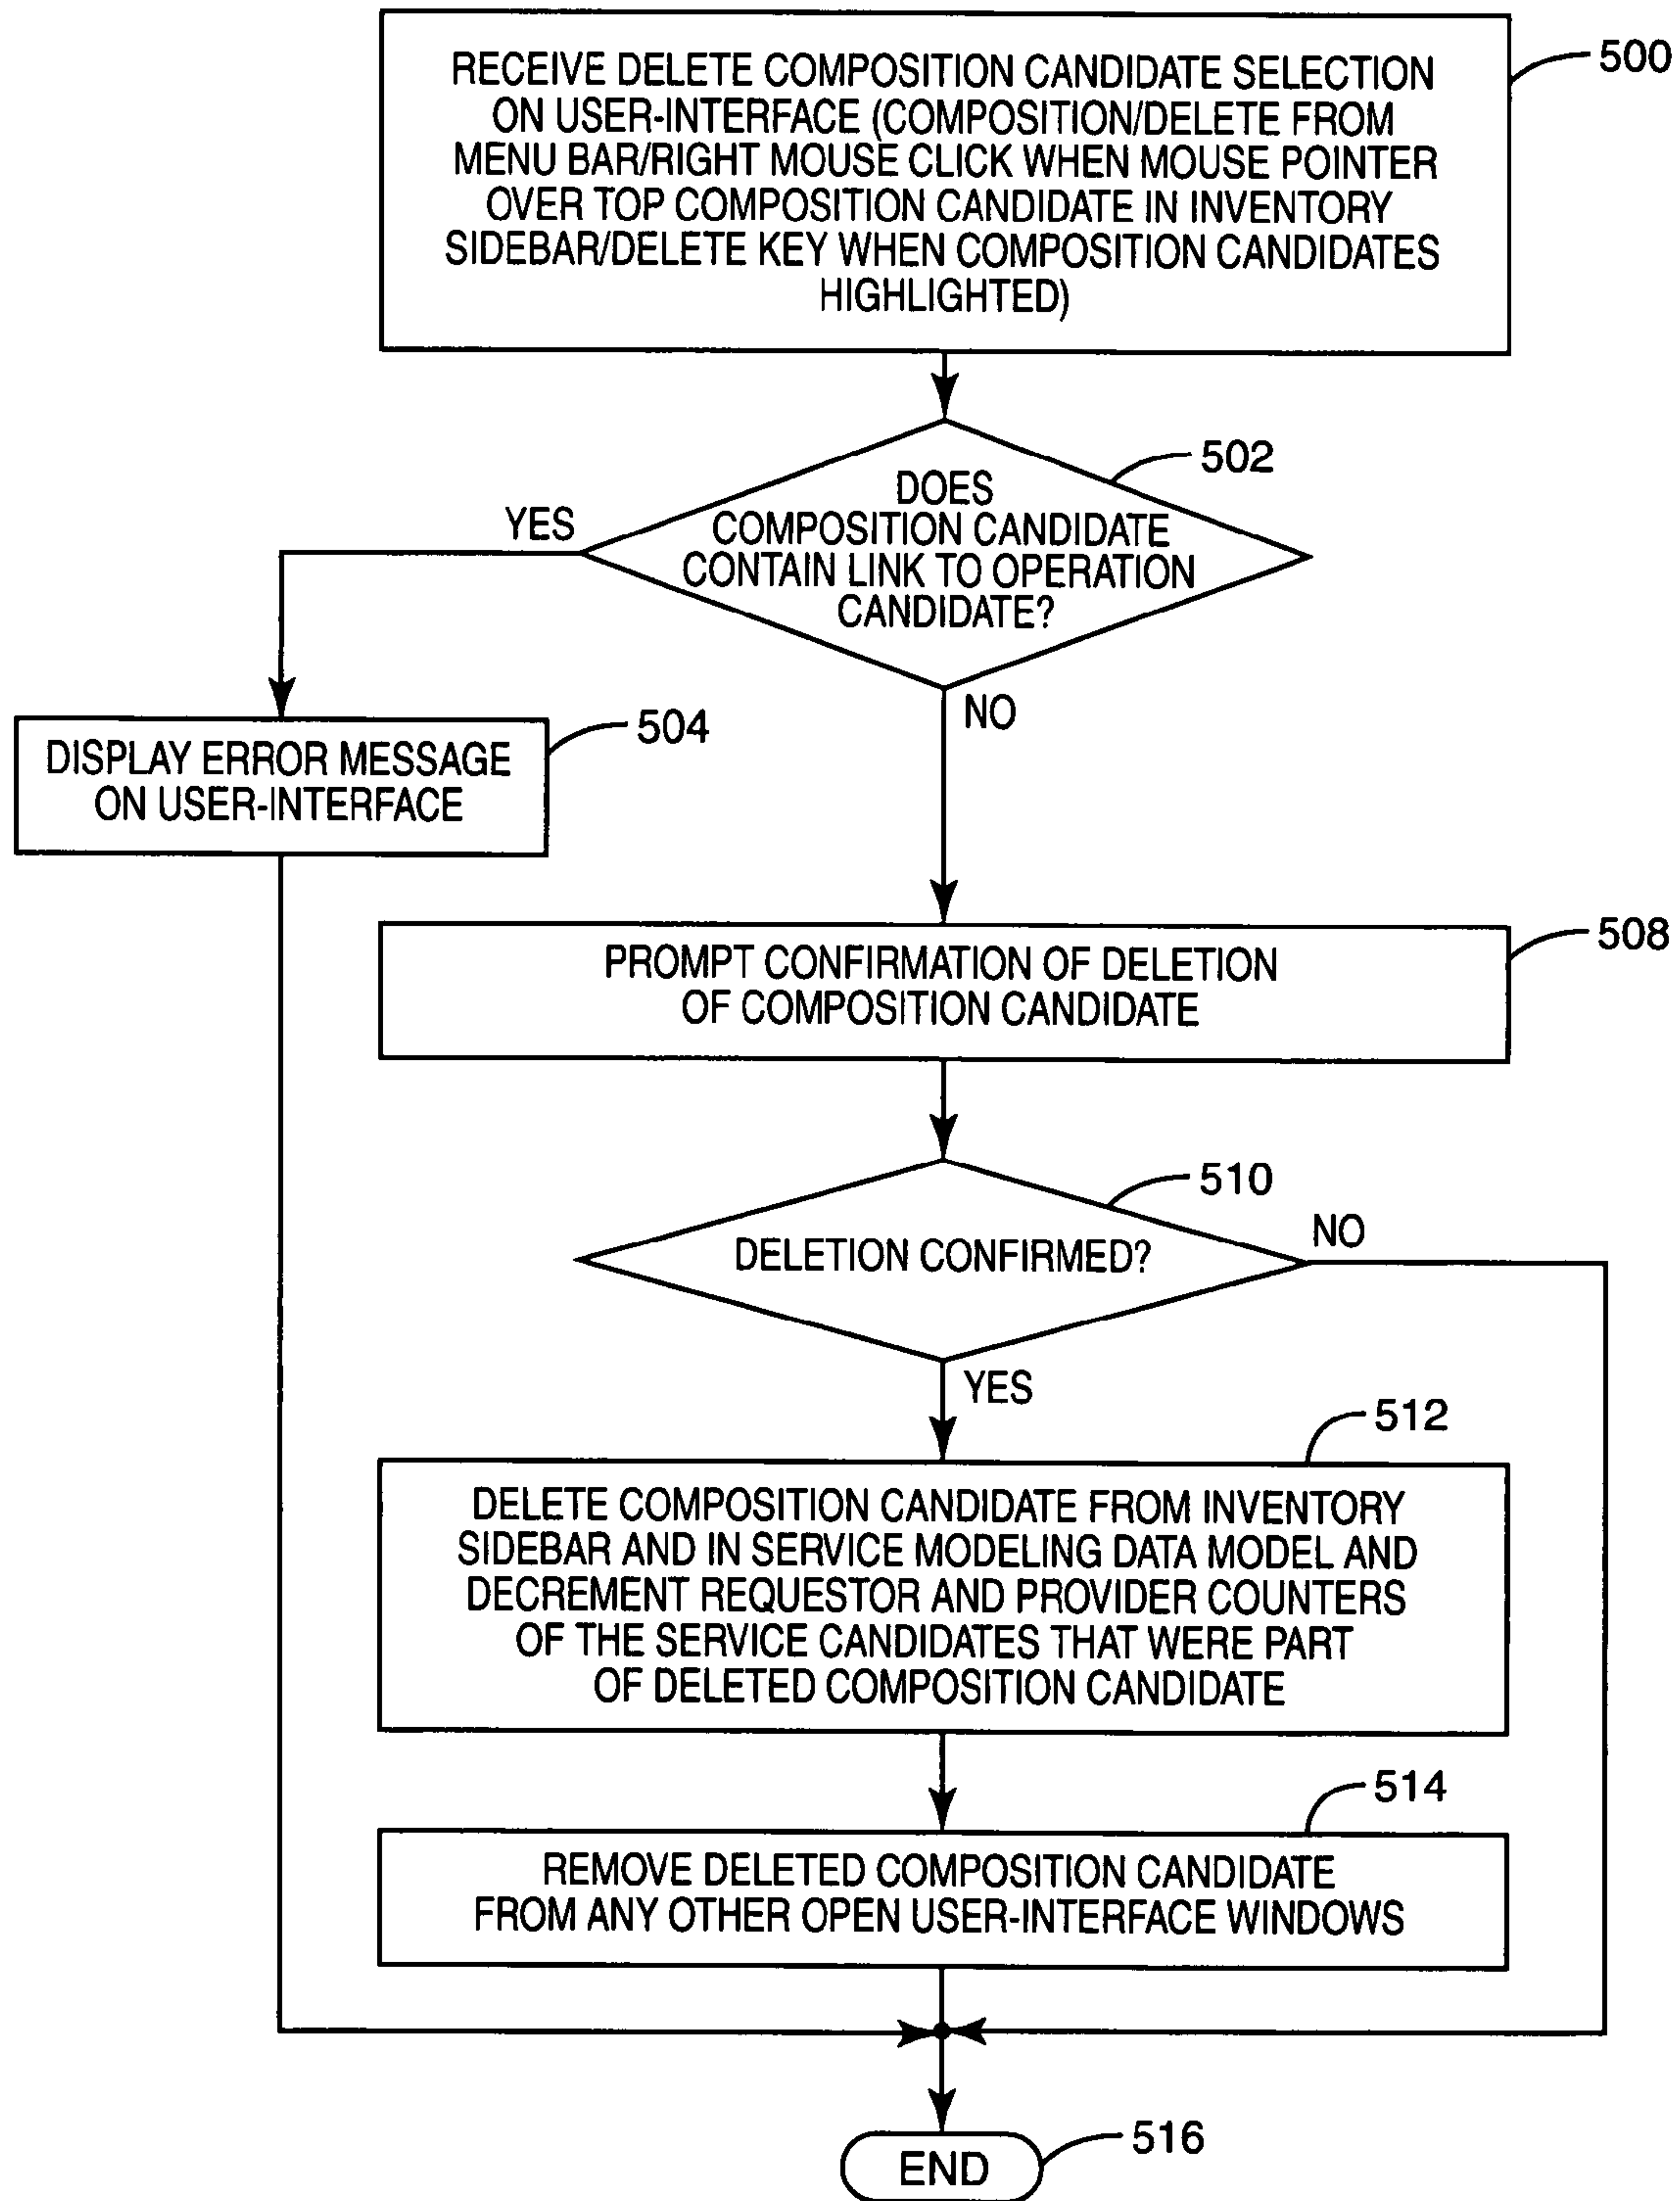 RECEIVE DELETE COMPOSITION CANDIDATE SELECTION
ON USER-INTERFACE (COMPOSITION/DELETE FROM
MENU BAR/RIGHT MOUSE CLICK WHEN MOUSE POINTER
OVER TOP COMPOSITION CANDIDATE IN INVENTORY
SIDEBAR/DELETE KEY WHEN COMPOSITION CANDIDATES
HIGHLIGHTED)
500
502
DOES
COMPOSITION CANDIDATE
CONTAIN LINK TO OPERATION
CANDIDATE?
YES
NO
504
DISPLAY ERROR MESSAGE
ON USER-INTERFACE
508
PROMPT CONFIRMATION OF DELETION
OF COMPOSITION CANDIDATE
510
DELETION CONFIRMED?
NO
YES
512
DELETE COMPOSITION CANDIDATE FROM INVENTORY
SIDEBAR AND IN SERVICE MODELING DATA MODEL AND
DECREMENT REQUESTOR AND PROVIDER COUNTERS
OF THE SERVICE CANDIDATES THAT WERE PART
OF DELETED COMPOSITION CANDIDATE
514
REMOVE DELETED COMPOSITION CANDIDATE
FROM ANY OTHER OPEN USER-INTERFACE WINDOWS
END
516